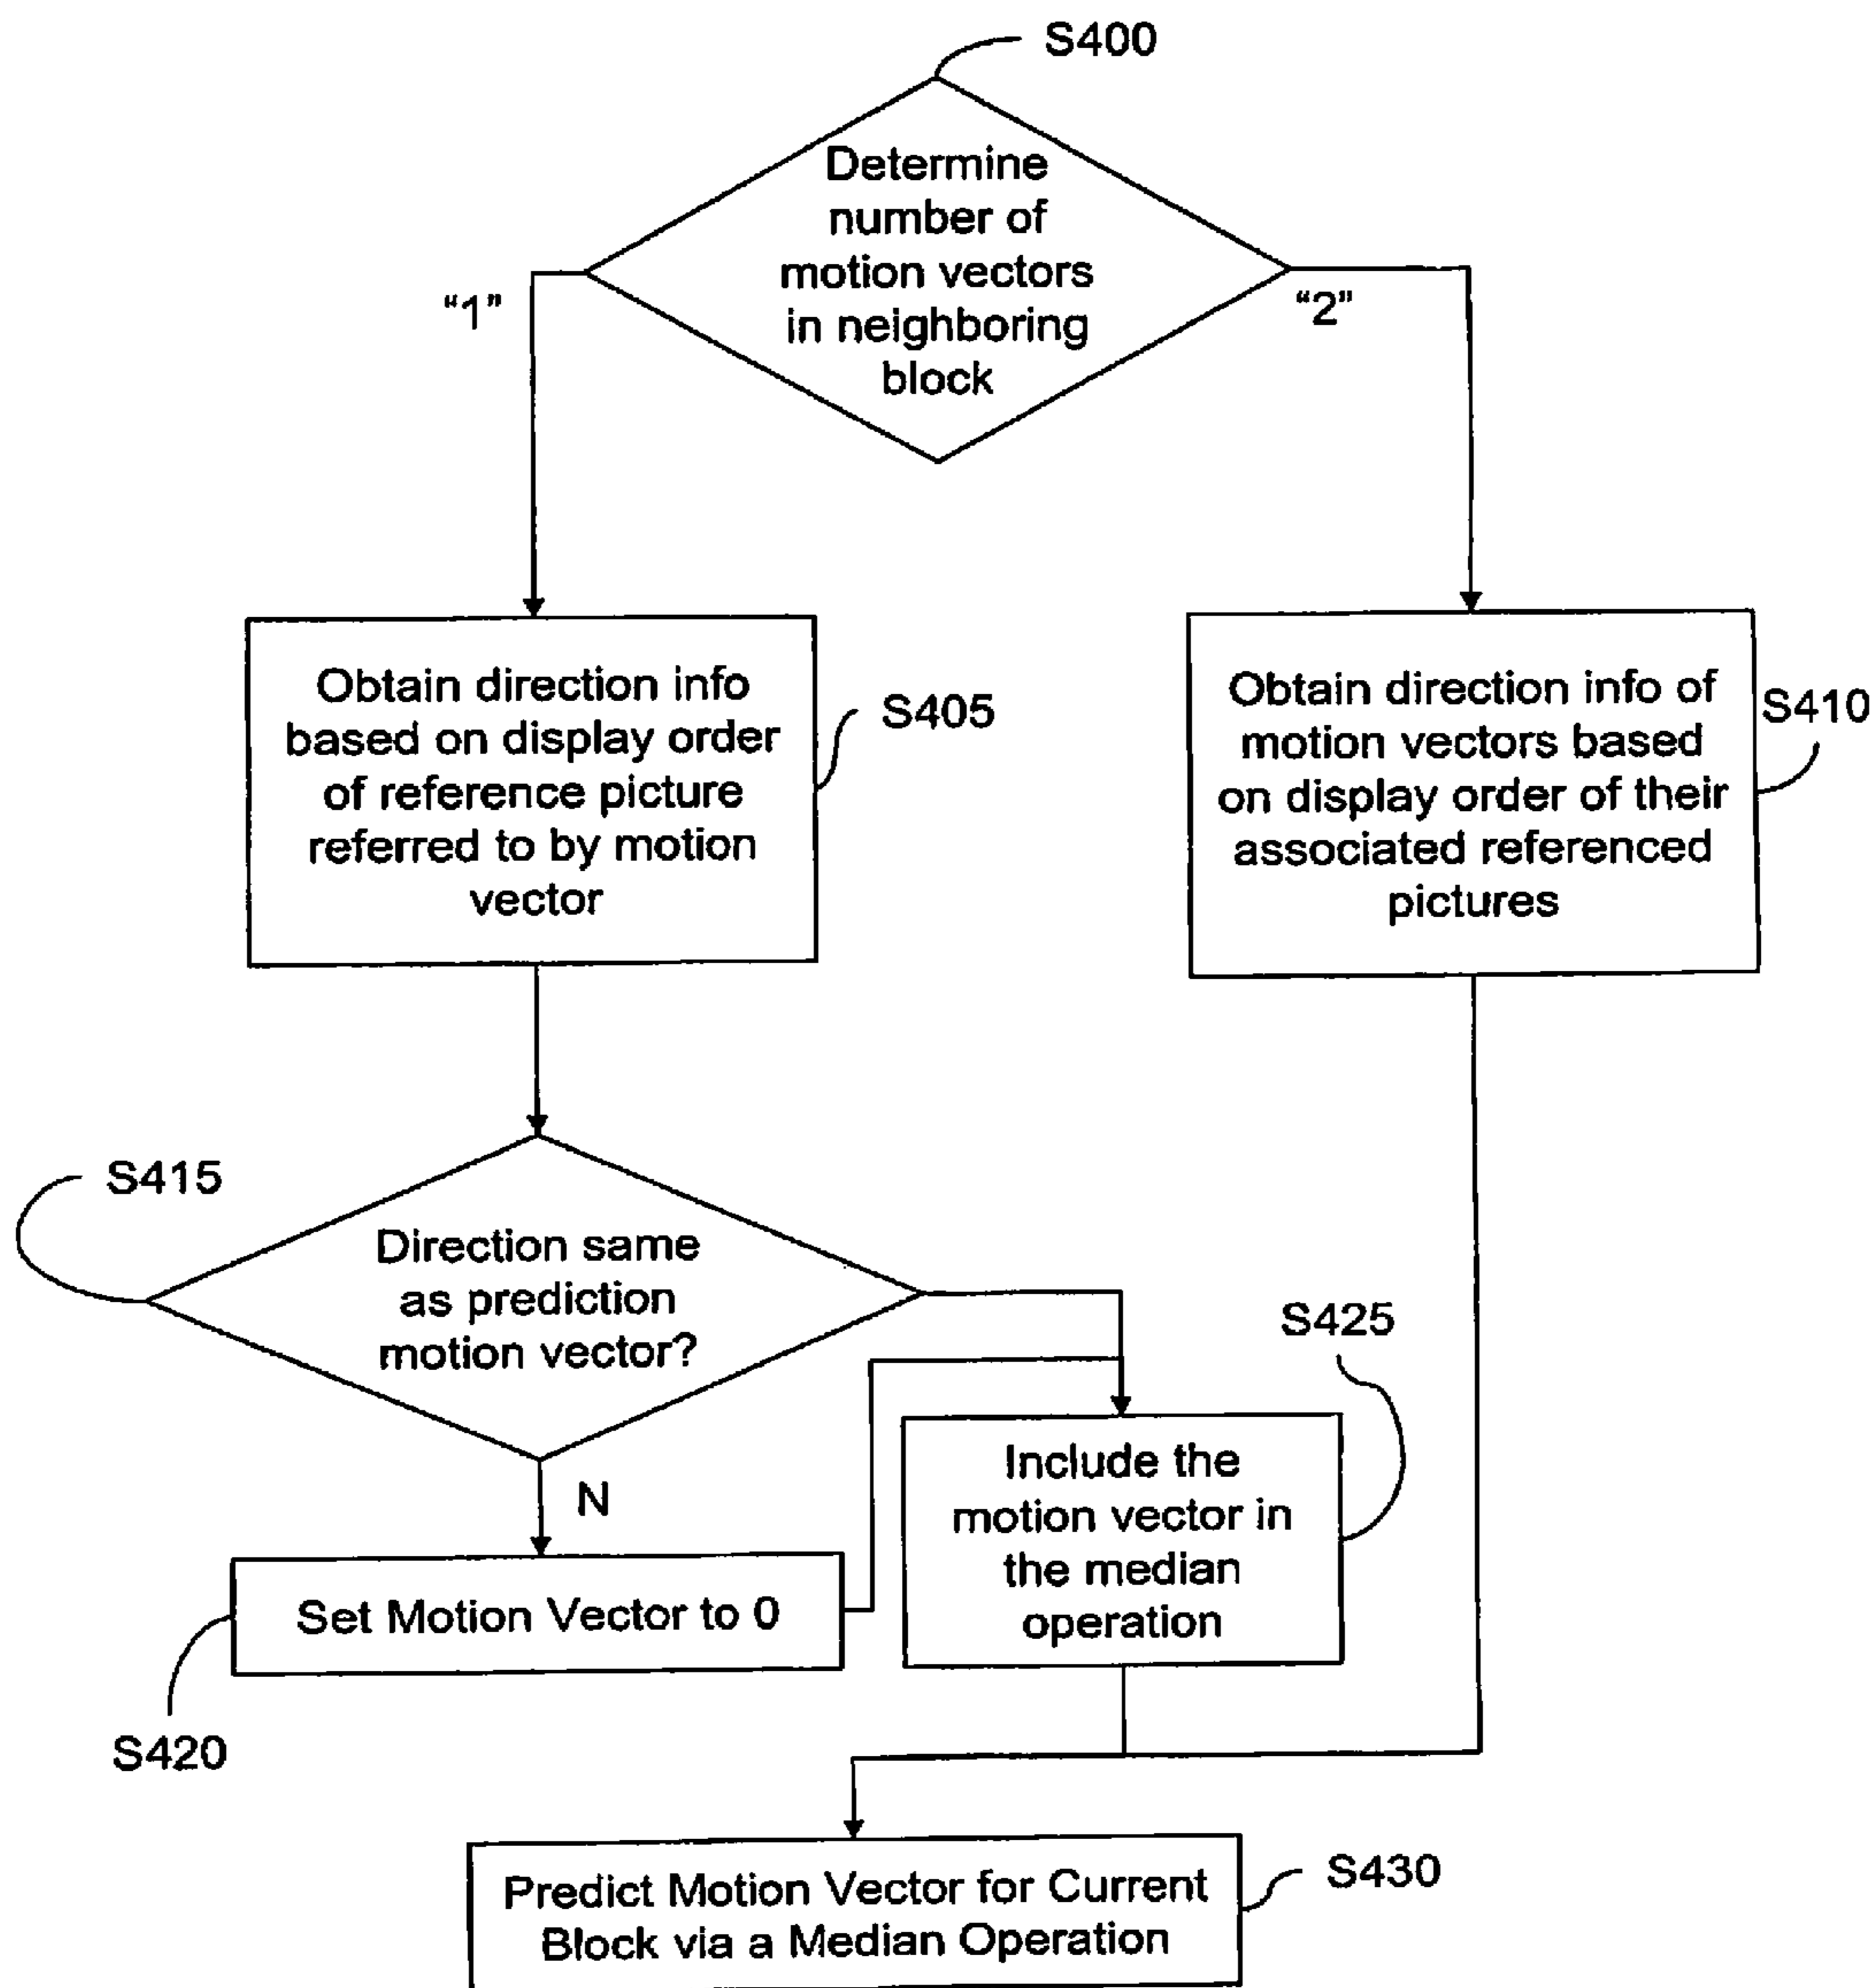 S400
Determine
number of
motion vectors
in neighboring
block
“1”
“2”
Obtain direction info
based on display order
of reference picture
referred to by motion
vector
S405
Obtain direction info of
motion vectors based
on display order of their
associated referenced
pictures
S410
S415
Direction same
as prediction
motion vector?
S425
N
Include the
motion vector in
the median
operation
Set Motion Vector to 0
S420
Predict Motion Vector for Current
Block via a Median Operation
S430